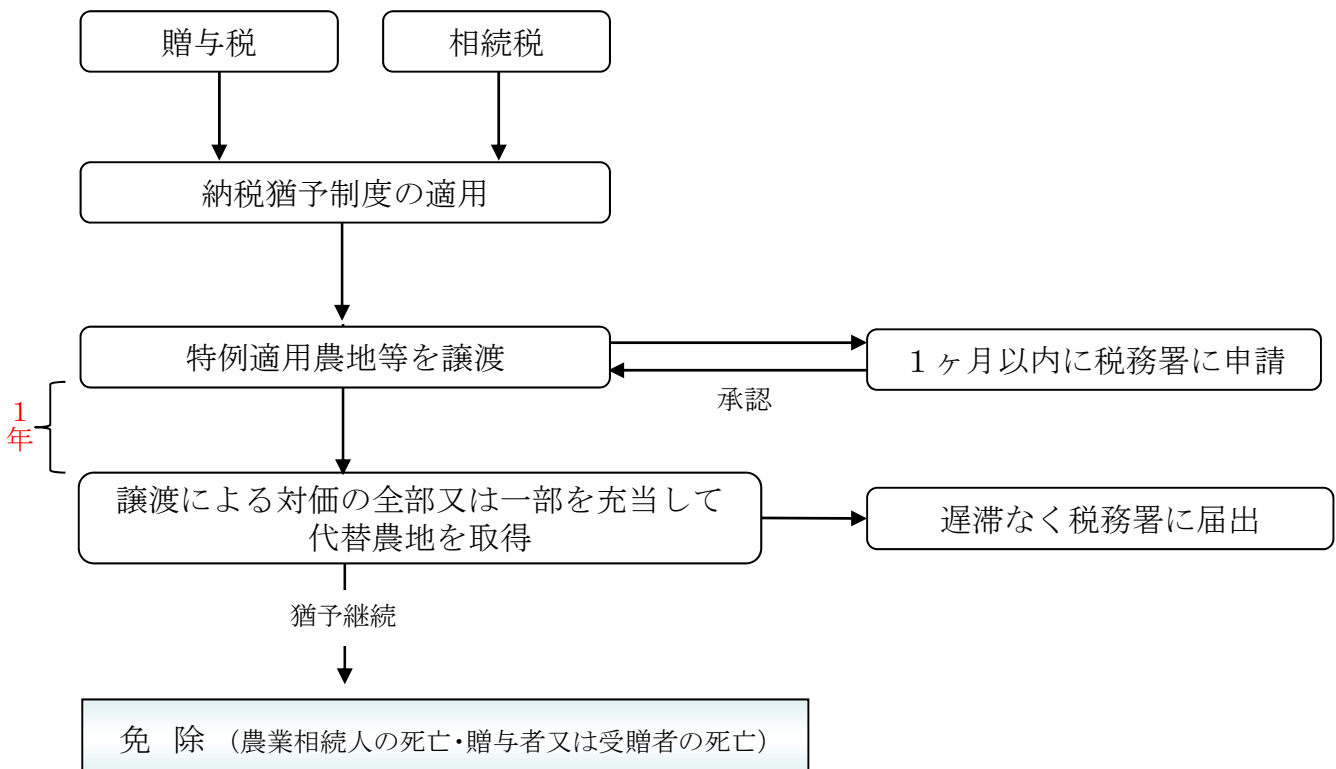 贈与税
相続税
納税猶予制度の適用
特例適用農地等を譲渡
１ヶ月以内に税務署に申請
承認
１
年
譲渡による対価の全部又は一部を充当して
代替農地を取得
遅滞なく税務署に届出
猶予継続
免　除（農業相続人の死亡・贈与者又は受贈者の死亡）